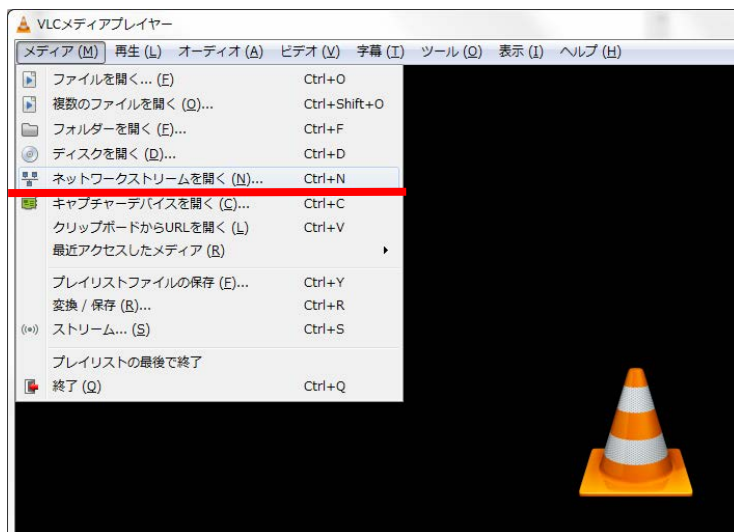 VLCメディアプレイヤー
メディア (M) 再生 (L) オーディオ (A) ビデオ (V) 字幕 (T) ツール (O) 表示 (I) ヘルプ (H)
ファイルを開く... (F) Ctrl+O
複数のファイルを開く (O)... Ctrl+Shift+O
フォルダーを開く (F)... Ctrl+F
ディスクを開く (D)... Ctrl+D
ネットワークストリームを開く (N)... Ctrl+N
キャプチャーデバイスを開く (C)... Ctrl+C
クリップボードからURLを開く (L) Ctrl+V
最近アクセスしたメディア (R)
プレイリストファイルの保存 (F)... Ctrl+Y
変換 / 保存 (R)... Ctrl+R
ストリーム... (S) Ctrl+S
プレイリストの最後で終了
終了 (Q) Ctrl+Q